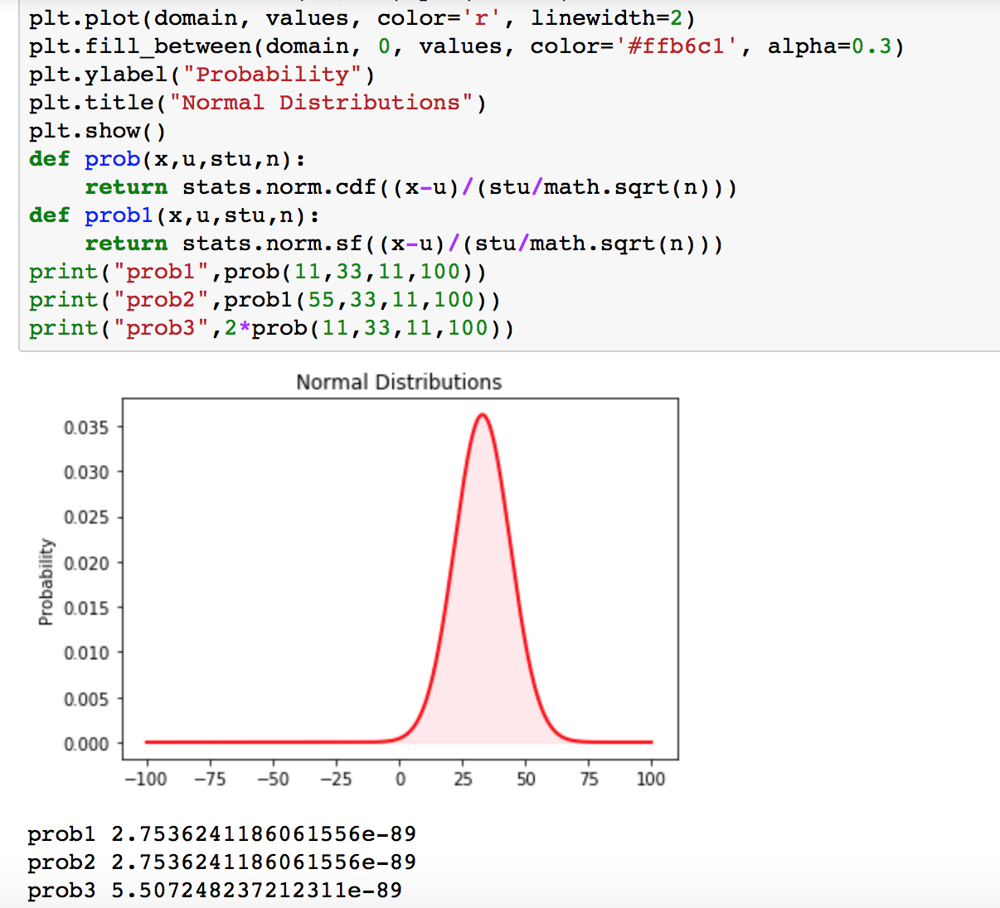 plt.plot(domain, values, color='r', linewidth=2)
plt.fill_between(domain, 0, values, color='#ffb6c1', alpha=0.3)
plt.ylabel("Probability")
plt.title("Normal Distributions")
plt.show()
def prob(x,u,stu,n):
    return stats.norm.cdf((x-u)/(stu/math.sqrt(n)))
def prob1(x,u,stu,n):
    return stats.norm.sf((x-u)/(stu/math.sqrt(n)))
print("prob1",prob(11,33,11,100))
print("prob2",prob1(55,33,11,100))
print("prob3",2*prob(11,33,11,100))
Normal Distributions
0.035
0.030
0.025
0.020
0.015
0.010
0.005
0.000
Probability
−100 −75 −50 −25 0 25 50 75 100
prob1 2.7536241186061556e-89
prob2 2.7536241186061556e-89
prob3 5.507248237212311e-89